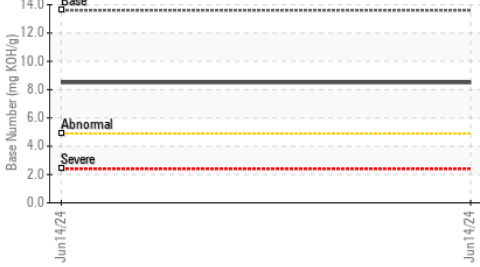 14.0
Base
12.0
10.0
8.0
Abnormal
6.0
4.0
Severe
2.0
0.0
Base Number (mg KOH/g)
Jun14/24
Jun14/24